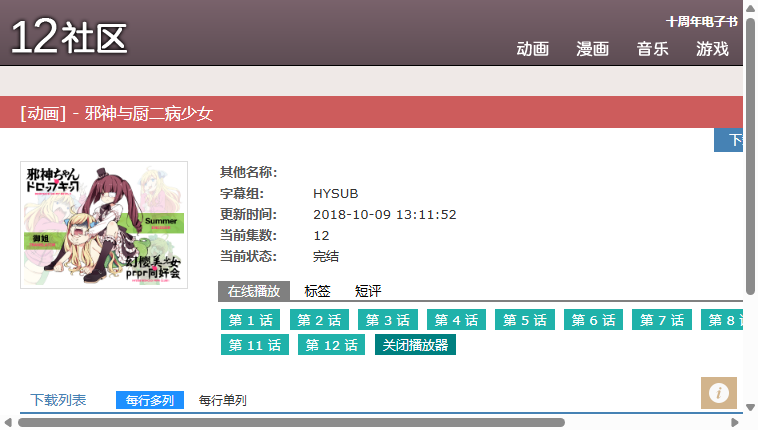 十周年电子书
12社区
动画 漫画 音乐 游戏
[动画] - 邪神与厨二病少女
邪神ちゃん
ドロップキック
Summer
御姐
幻櫻美少女
prpr同好会
其他名称:
字幕组: HYSUB
更新时间: 2018-10-09 13:11:52
当前集数: 12
当前状态: 完结
在线播放 标签 短评
第 1 话 第 2 话 第 3 话 第 4 话 第 5 话 第 6 话 第 7 话 第 8
第 11 话 第 12 话 关闭播放器
下载列表 每行多列 每行单列